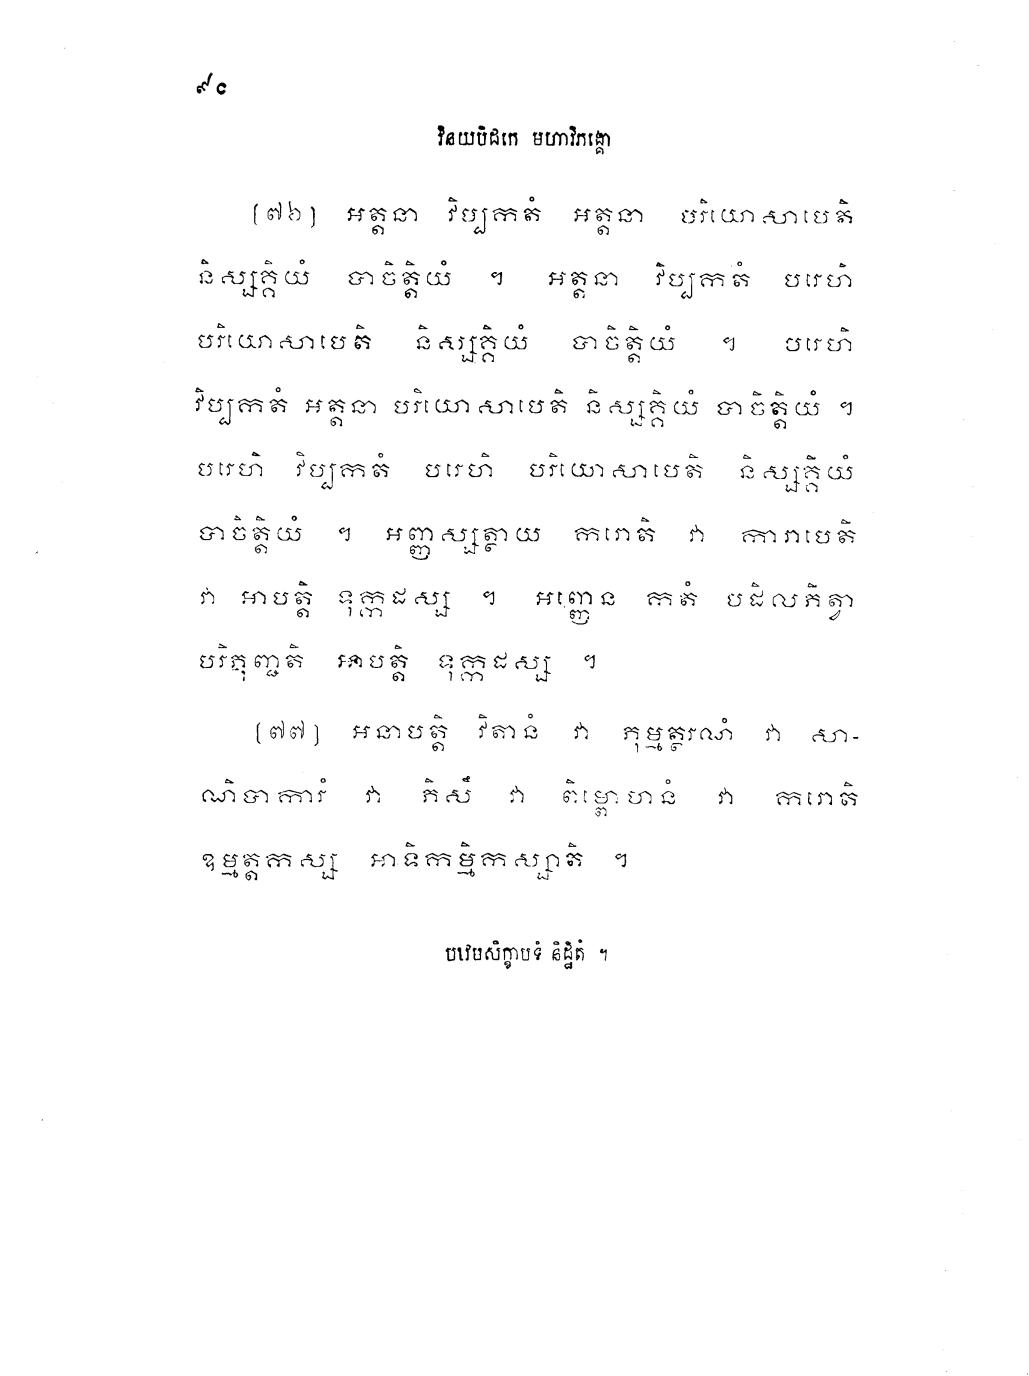 ៩៨
វិនយបិដកេ មហាវិភង្គោ
(៧៦) អត្តនា វិប្បកតំ អត្តនា បរិយោសាបេតិ
និស្សគ្គិយំ បាចិត្តិយំ ។ អត្តនា វិប្បកតំ បរេហិ
បរិយោសាបេតិ និស្សគ្គិយំ បាចិត្តិយំ ។ បរេហិ
វិប្បកតំ អត្តនា បរិយោសាបេតិ និស្សគ្គិយំ បាចិត្តិយំ ។
បរេហិ វិប្បកតំ បរេហិ បរិយោសាបេតិ និស្សគ្គិយំ
បាចិត្តិយំ ។ អញ្ញស្សត្ថាយ ករោតិ វា ការាបេតិ
វា អាបត្តិ ទុក្កដស្ស ។ អញ្ញេន កតំ បដិលភិត្វា
បរិភុញ្ជតិ អាបត្តិ ទុក្កដស្ស ។
(៧៧) អនាបត្តិ វិតានំ វា ភុម្មត្ថរណំ វា សា-
ណិបាការំ វា ភិសឹ វា ពិម្ពោហនំ វា ករោតិ
ឧម្មត្តកស្ស អាទិកម្មិកស្សាតិ ។
បឋមសិក្ខាបទំ និដ្ឋិតំ ។